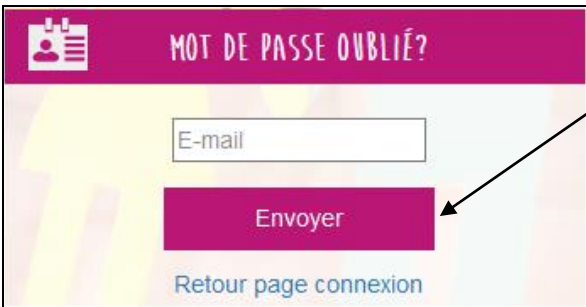 MOT DE PASSE OUBLIÉ?
E-mail
Envoyer
Retour page connexion